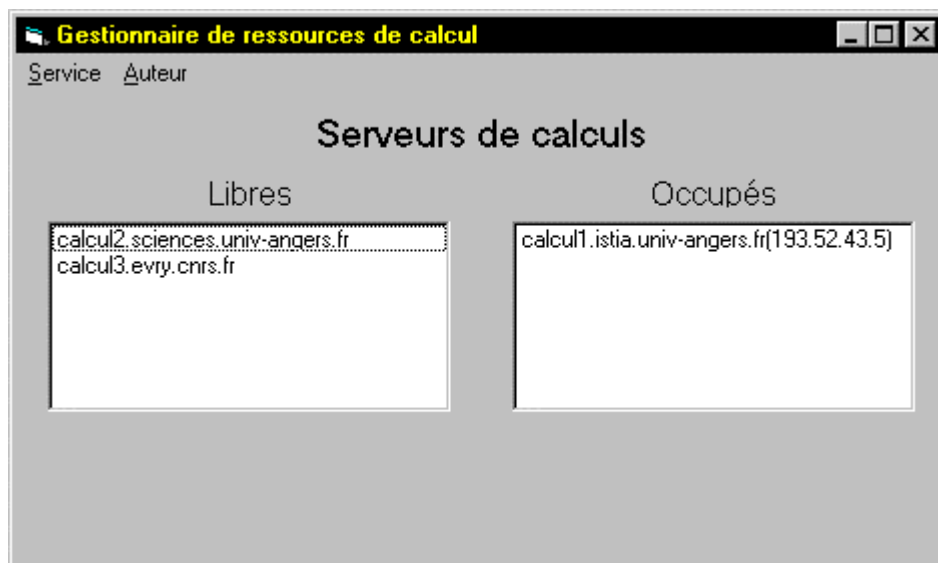 Gestionnaire de ressources de calcul
Service Auteur
Serveurs de calculs
Libres Occupés
calcul2.sciences.univ-angers.fr calcul1.istia.univ-angers.fr(193.52.43.5)
calcul3.evry.cnrs.fr